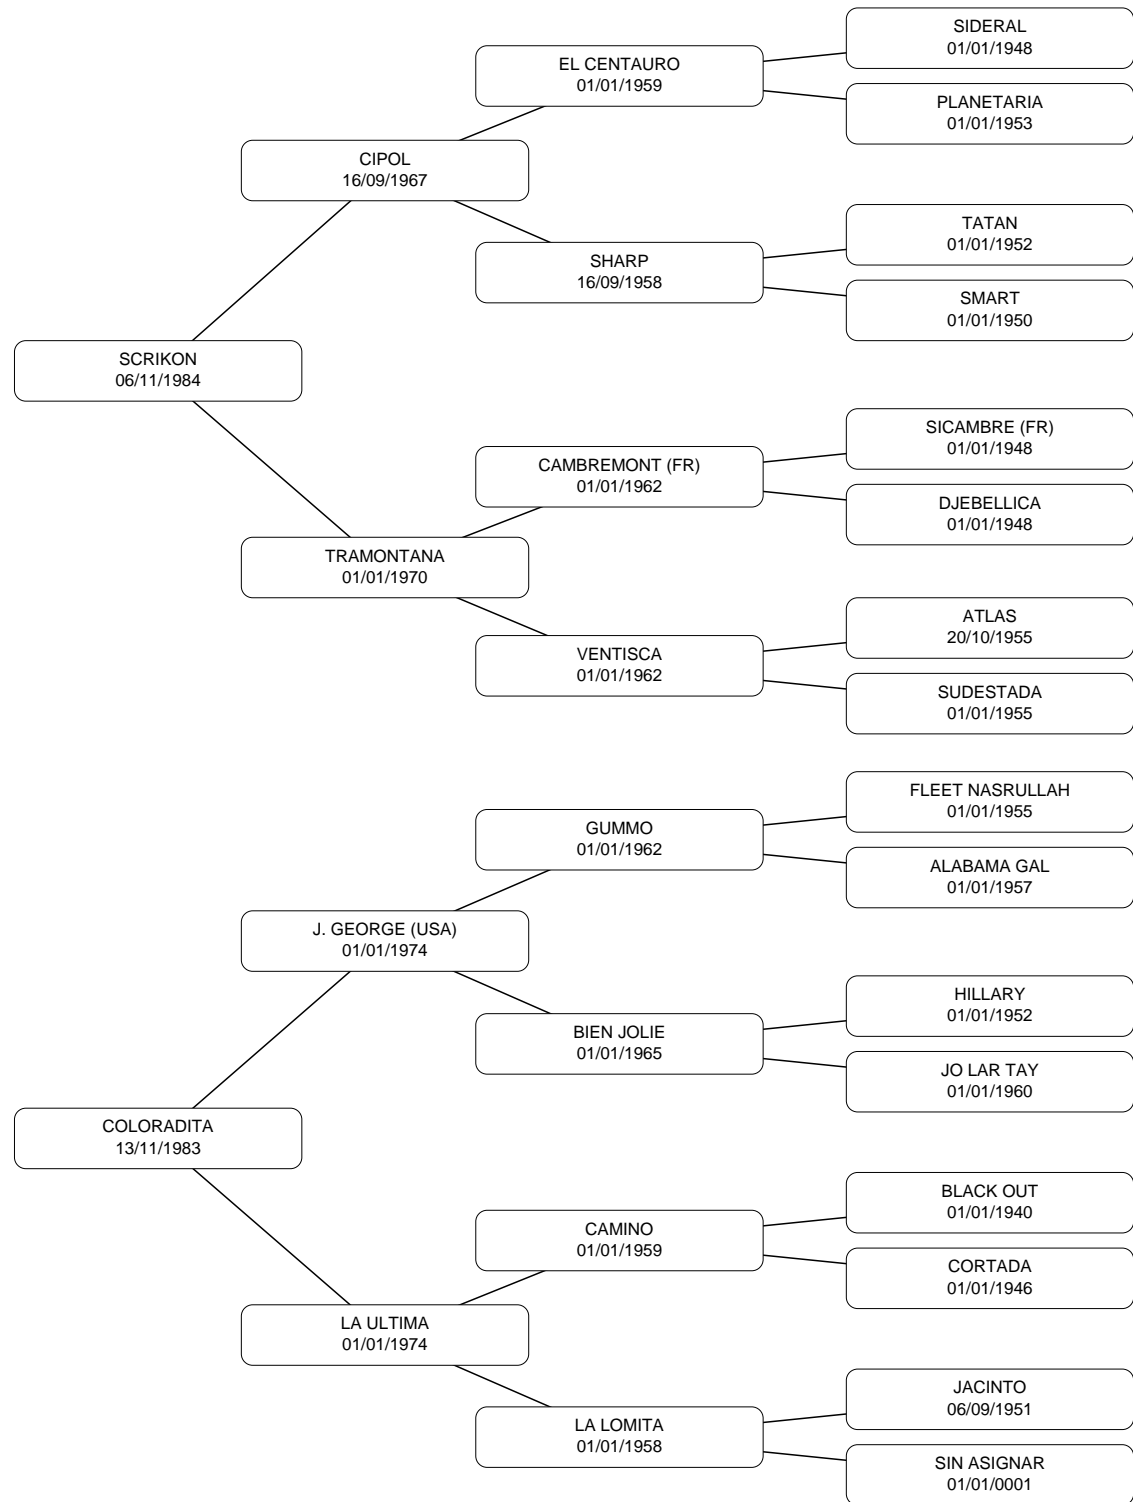 SIDERAL
01/01/1948
EL CENTAURO
01/01/1959
PLANETARIA
01/01/1953
CIPOL
16/09/1967
TATAN
01/01/1952
SHARP
16/09/1958
SMART
01/01/1950
SCRIKON
06/11/1984
SICAMBRE (FR)
01/01/1948
CAMBREMONT (FR)
01/01/1962
DJEBELLICA
01/01/1948
TRAMONTANA
01/01/1970
ATLAS
20/10/1955
VENTISCA
01/01/1962
SUDESTADA
01/01/1955
FLEET NASRULLAH
01/01/1955
GUMMO
01/01/1962
ALABAMA GAL
01/01/1957
J. GEORGE (USA)
01/01/1974
HILLARY
01/01/1952
BIEN JOLIE
01/01/1965
JO LAR TAY
01/01/1960
COLORADITA
13/11/1983
BLACK OUT
01/01/1940
CAMINO
01/01/1959
CORTADA
01/01/1946
LA ULTIMA
01/01/1974
JACINTO
06/09/1951
LA LOMITA
01/01/1958
SIN ASIGNAR
01/01/0001